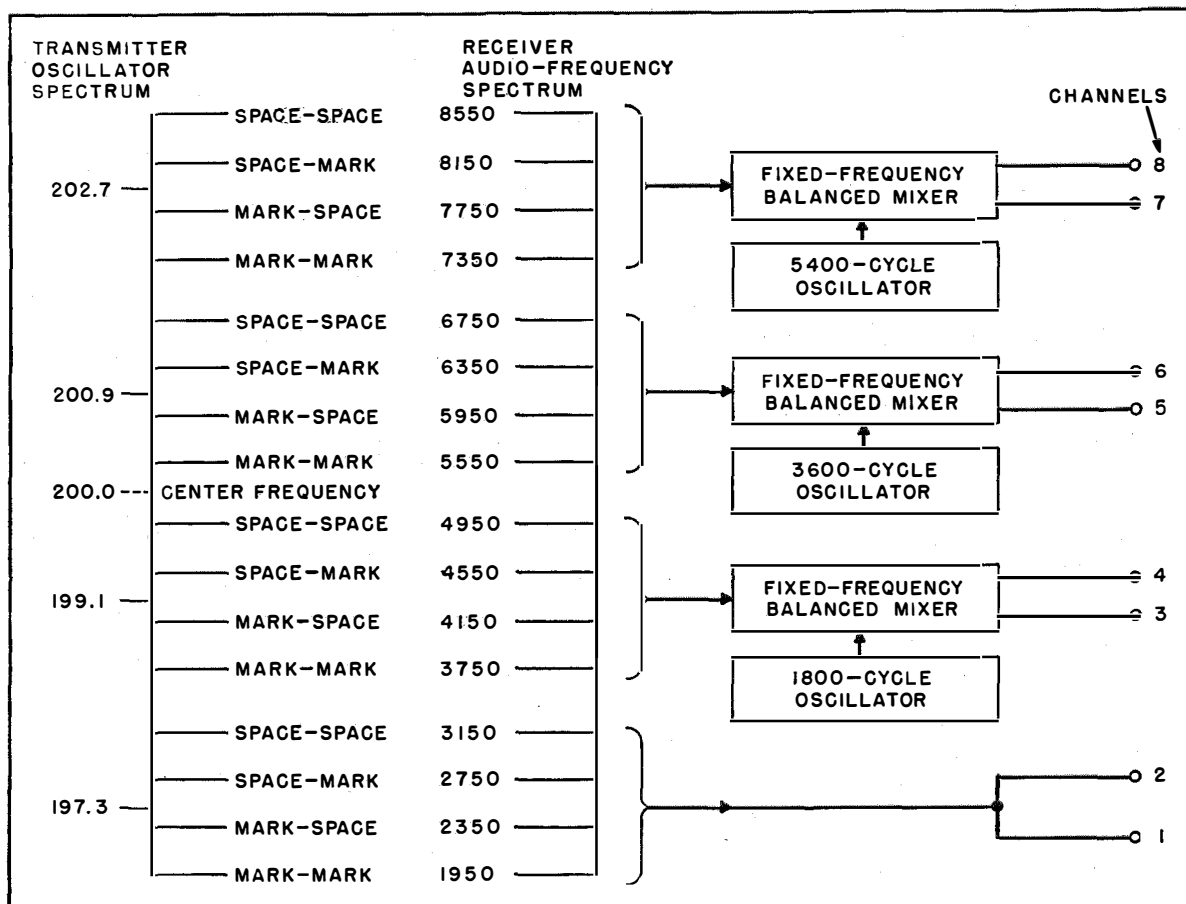 TRANSMITTER
OSCILLATOR
SPECTRUM
RECEIVER
AUDIO-FREQUENCY
SPECTRUM
CHANNELS
SPACE-SPACE 8550
SPACE-MARK 8150
202.7
MARK-SPACE 7750
MARK-MARK 7350
FIXED-FREQUENCY
BALANCED MIXER
8
7
5400-CYCLE
OSCILLATOR
SPACE-SPACE 6750
SPACE-MARK 6350
200.9
MARK-SPACE 5950
MARK-MARK 5550
FIXED-FREQUENCY
BALANCED MIXER
6
5
3600-CYCLE
OSCILLATOR
200.0 --- CENTER FREQUENCY
SPACE-SPACE 4950
SPACE-MARK 4550
199.1
MARK-SPACE 4150
MARK-MARK 3750
FIXED-FREQUENCY
BALANCED MIXER
4
3
1800-CYCLE
OSCILLATOR
SPACE-SPACE 3150
SPACE-MARK 2750
197.3
MARK-SPACE 2350
MARK-MARK 1950
2
1